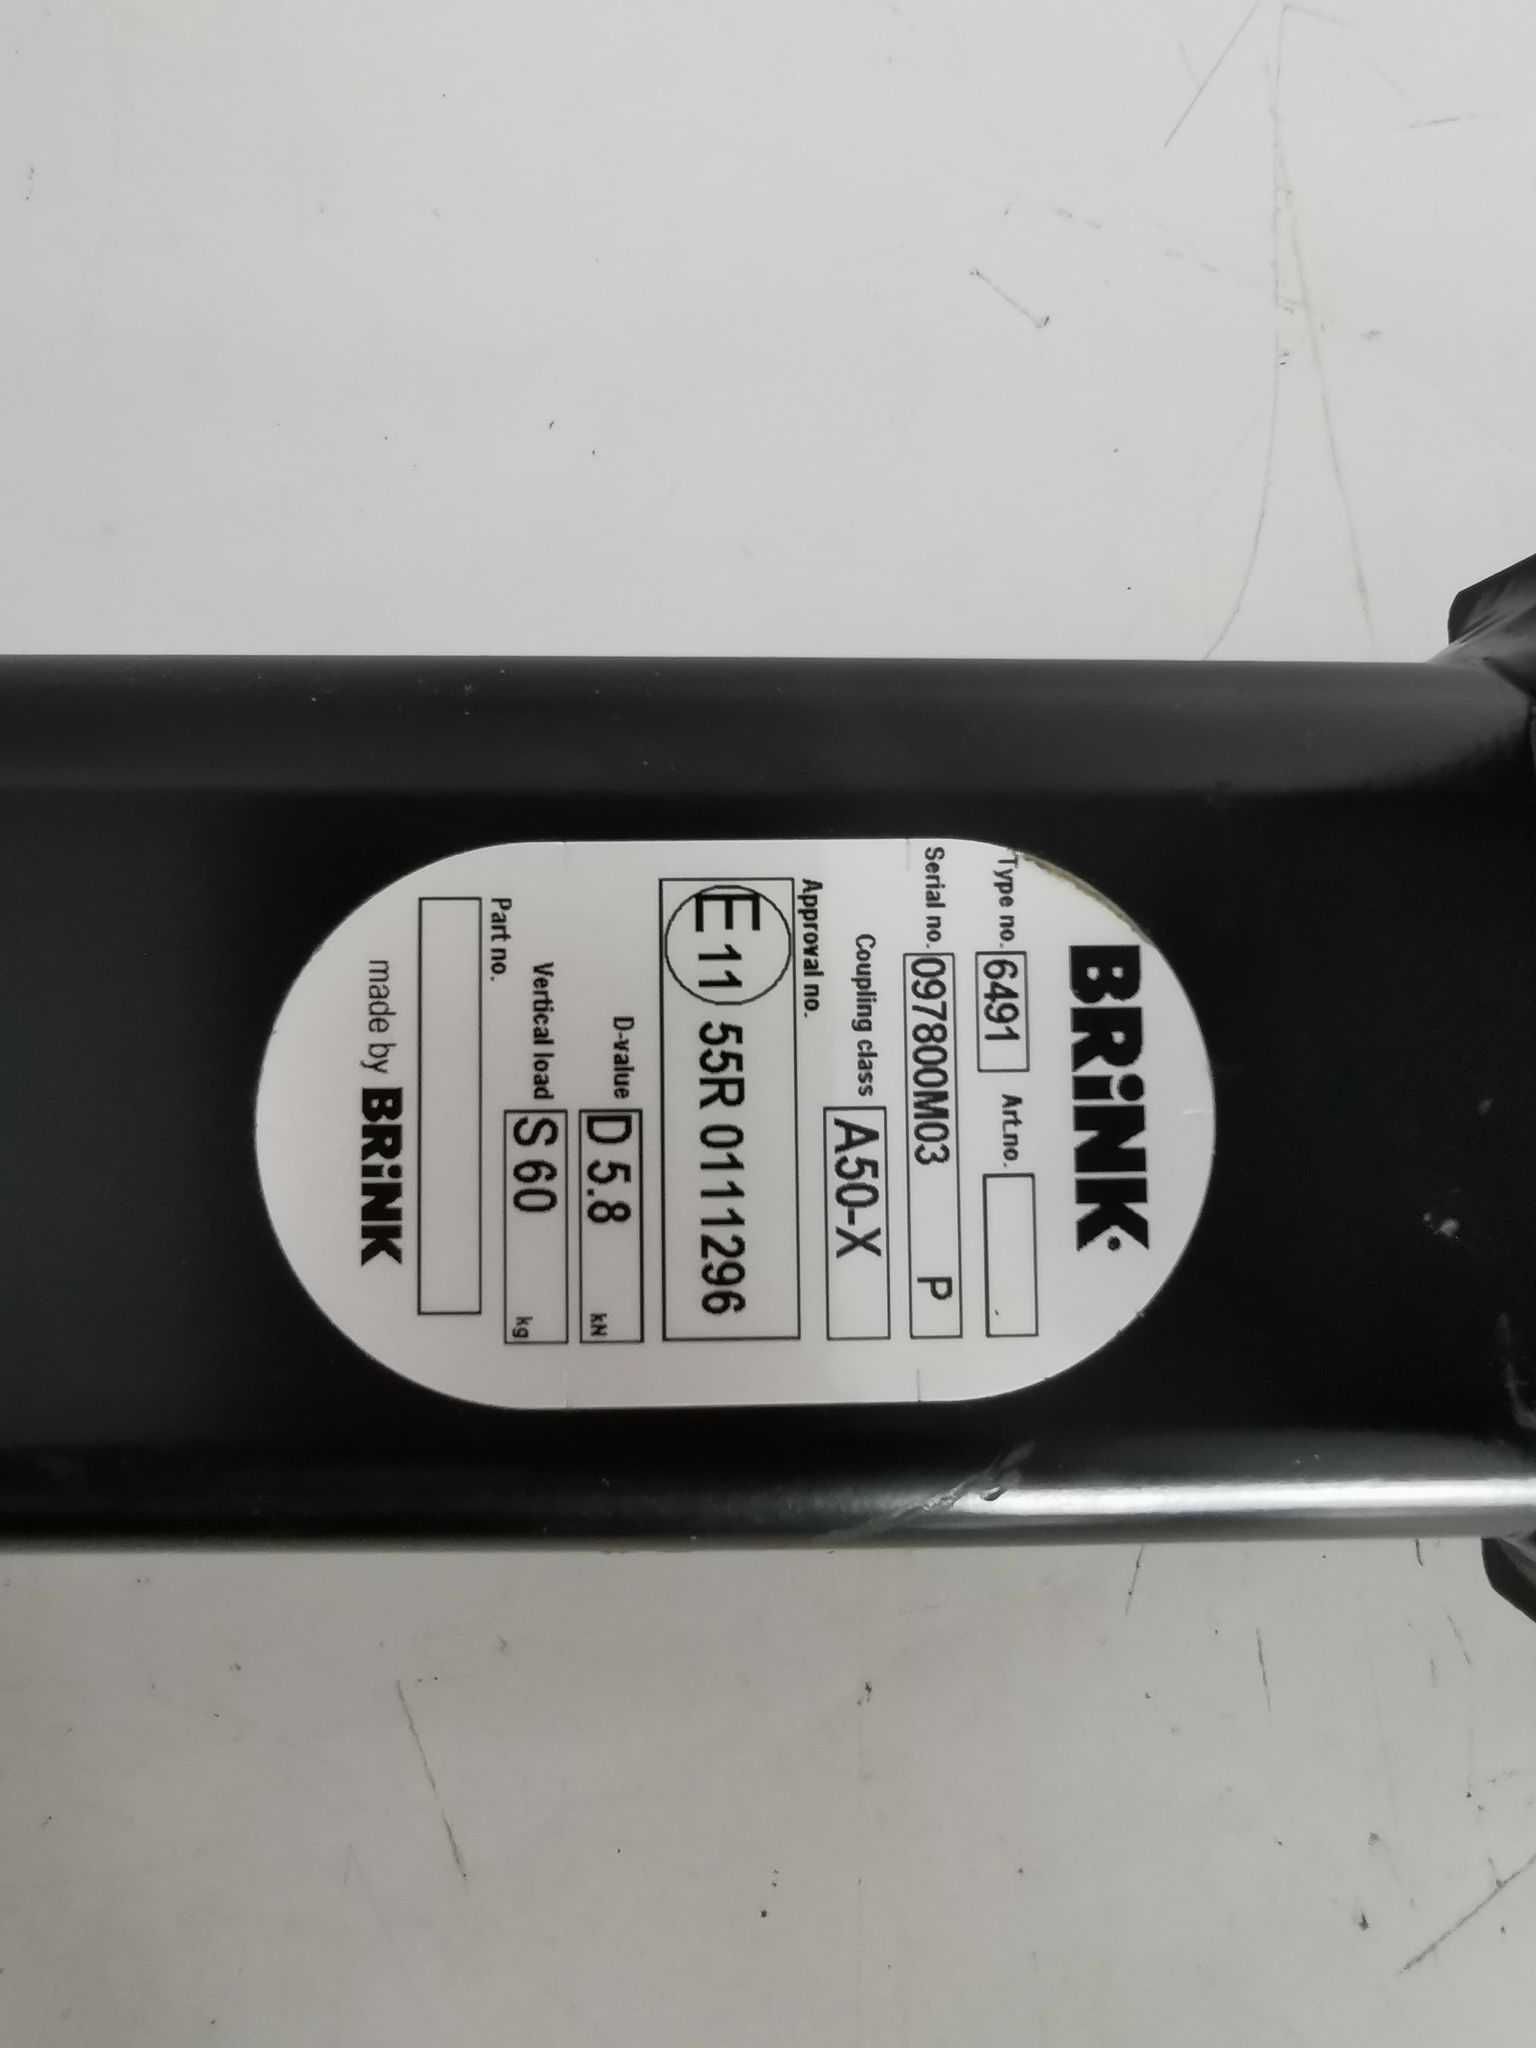 BRiNK
Type no. 6491 Art.no.
Serial no. 097800M03 P
Coupling class A50-X
Approval no.
E 11 55R 0111296
D-value D 5.8 kN
Vertical load S 60 kg
Part no.
made by BRiNK